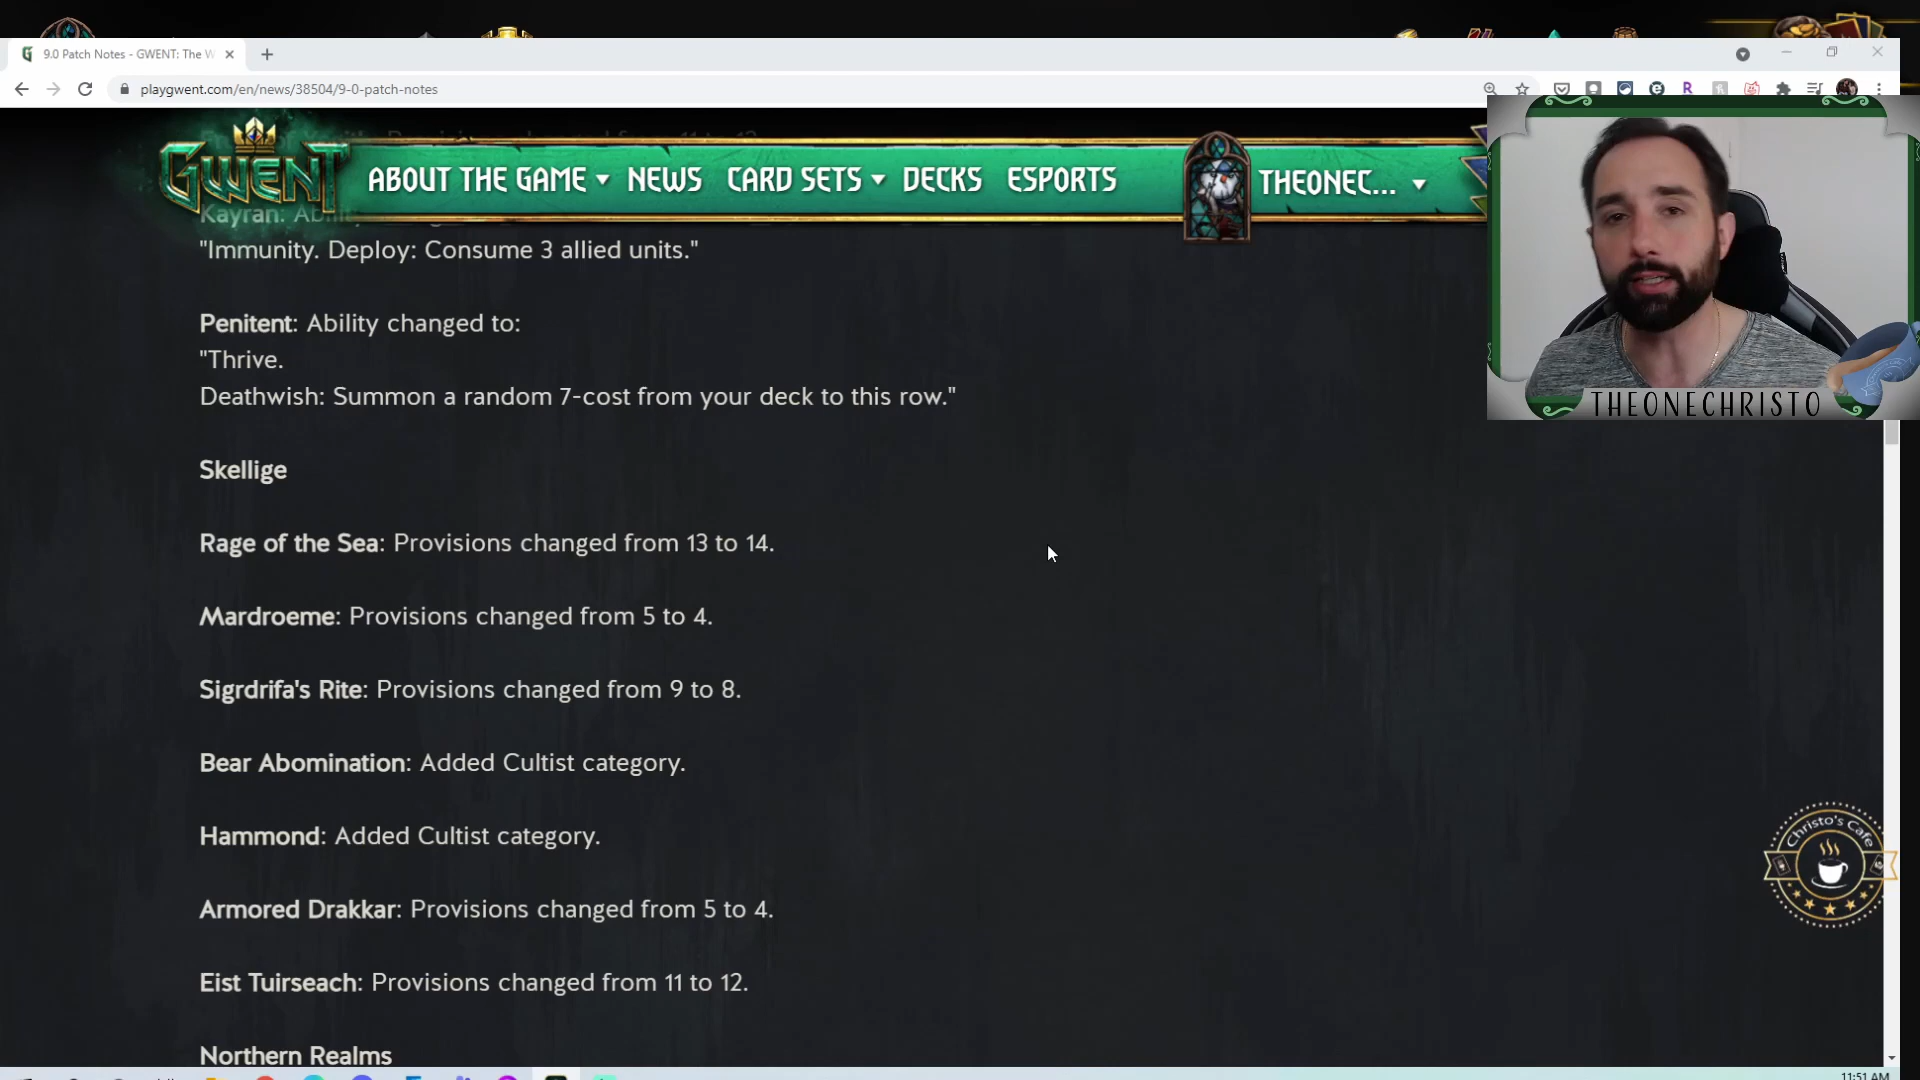 9.0 Patch Notes - GWENT: The W
playgwent.com/en/news/38504/9-0-patch-notes
GWENT
ABOUT THE GAME NEWS CARD SETS DECKS ESPORTS THEONEC...
Kayran:
"Immunity. Deploy: Consume 3 allied units."
Penitent: Ability changed to:
"Thrive.
Deathwish: Summon a random 7-cost from your deck to this row."
THEONECHRISTO
Skellige
Rage of the Sea: Provisions changed from 13 to 14.
Mardroeme: Provisions changed from 5 to 4.
Sigrdrifa's Rite: Provisions changed from 9 to 8.
Bear Abomination: Added Cultist category.
Hammond: Added Cultist category.
Christo's Cafe
Armored Drakkar: Provisions changed from 5 to 4.
Eist Tuirseach: Provisions changed from 11 to 12.
Northern Realms
11:51 AM